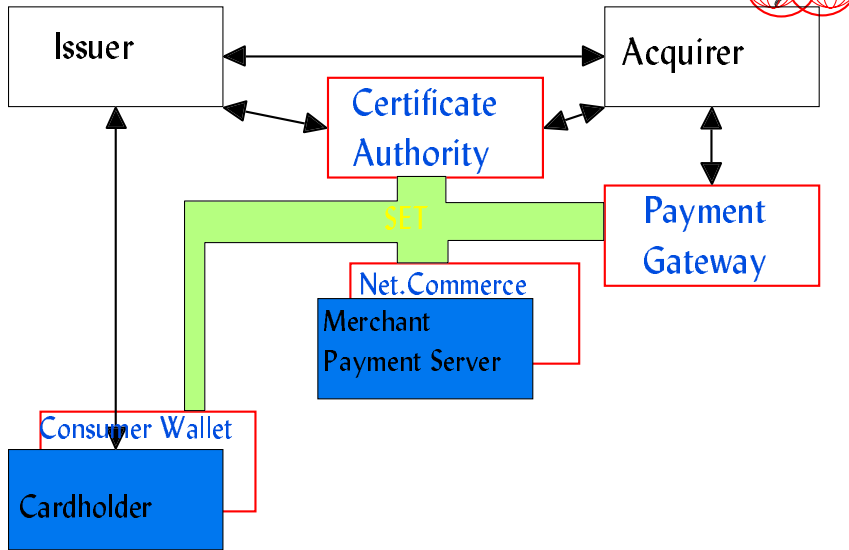 Issuer
Acquirer
Certificate
Authority
Payment
Gateway
SET
Net.Commerce
Merchant
Payment Server
Consumer Wallet
Cardholder